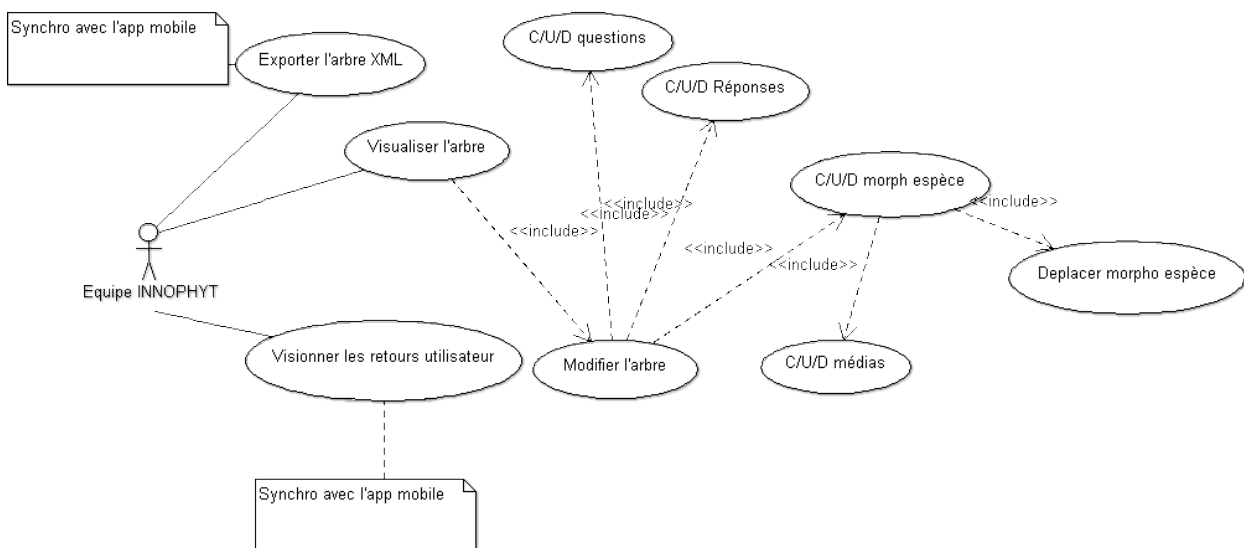 Synchro avec l'app mobile
Exporter l'arbre XML
C/U/D questions
C/U/D Réponses
Visualiser l'arbre
C/U/D morph espèce
<<include>>
<<include>>
<<include>>
<<include>>
<<include>>
<<include>>
Deplacer morpho espèce
Equipe INNOPHYT
Visionner les retours utilisateur
Modifier l'arbre
C/U/D médias
Synchro avec l'app mobile